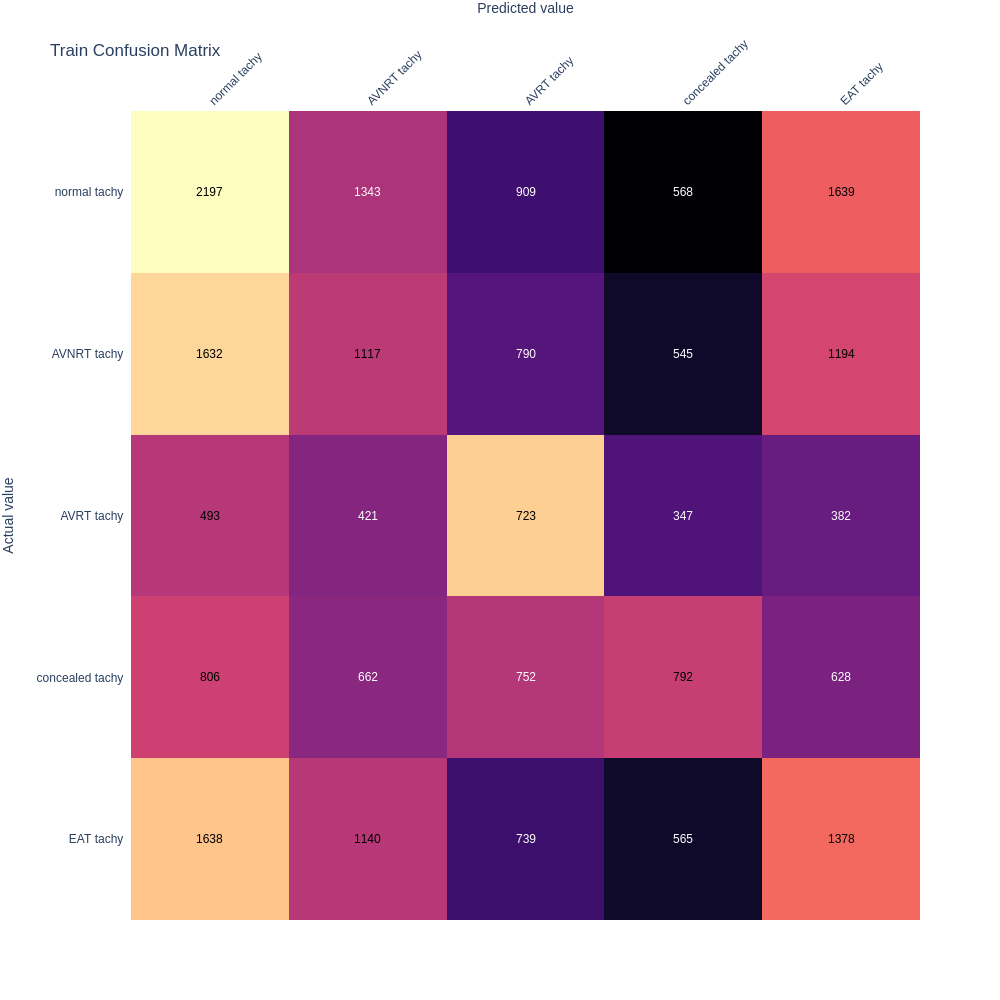 Predicted value
Train Confusion Matrix
normal tachy AVNRT tachy AVRT tachy concealed tachy EAT tachy
normal tachy 2197 1343 909 568 1639
AVNRT tachy 1632 1117 790 545 1194
AVRT tachy 493 421 723 347 382
Actual value
concealed tachy 806 662 752 792 628
EAT tachy 1638 1140 739 565 1378